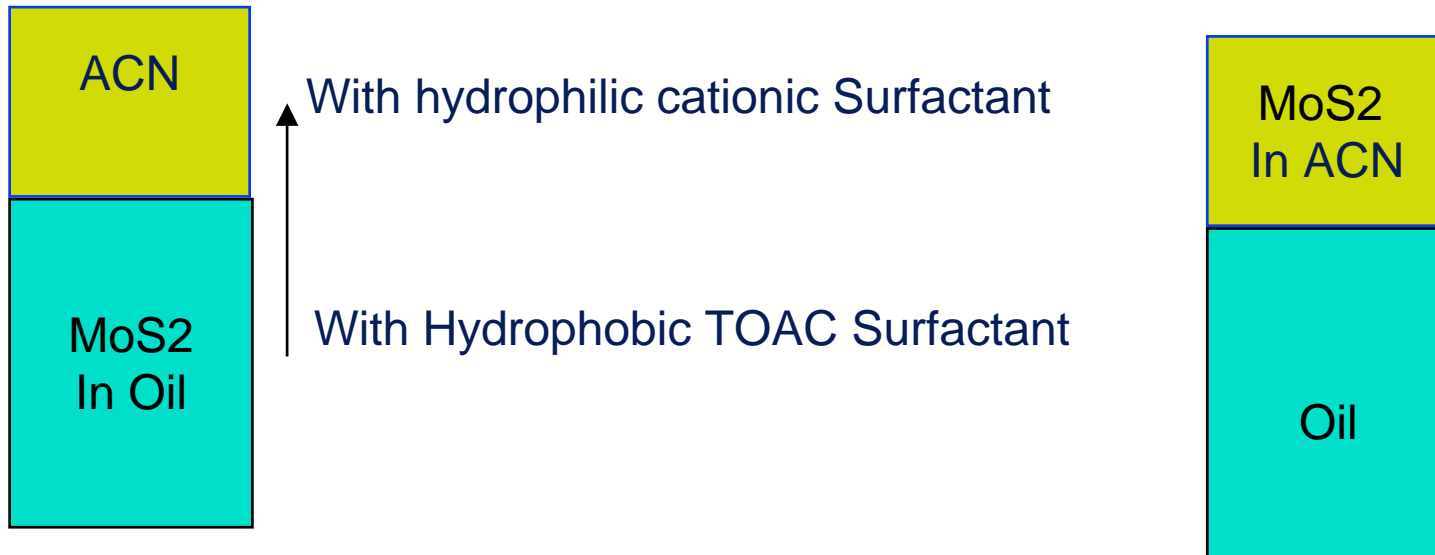 ACN
With hydrophilic cationic Surfactant
With Hydrophobic TOAC Surfactant
MoS2
In Oil
MoS2
In ACN
Oil